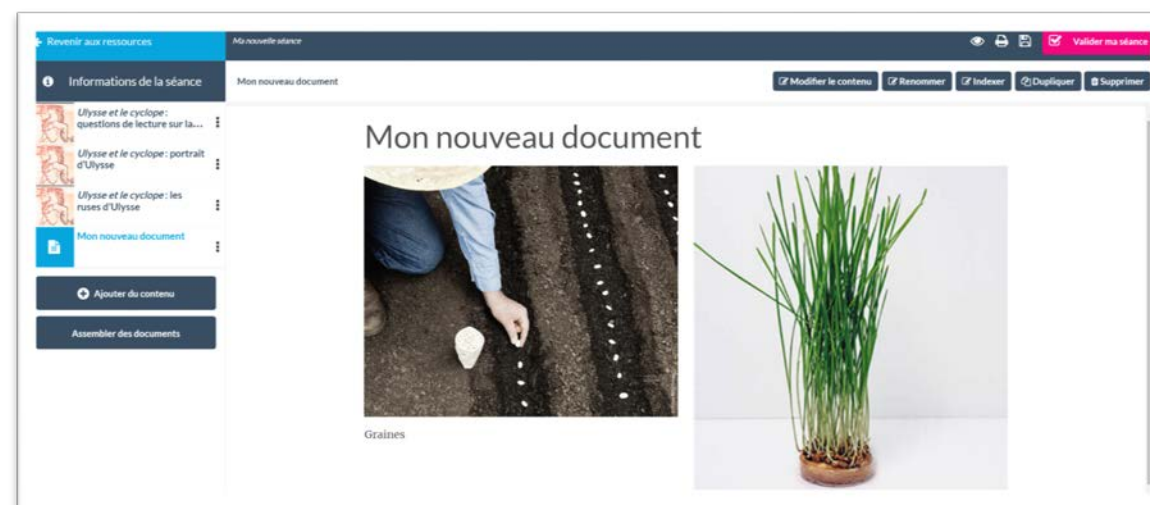 Revenir aux ressources
Ma nouvelle séance
Valider ma séance
Informations de la séance
Mon nouveau document
Modifier le contenu
Renommer
Indexer
Dupliquer
Supprimer
Ulysse et le cyclope :
questions de lecture sur la...
Ulysse et le cyclope : portrait
d'Ulysse
Ulysse et le cyclope : les
ruses d'Ulysse
Mon nouveau document
Ajouter du contenu
Assembler des documents
Mon nouveau document
Graines